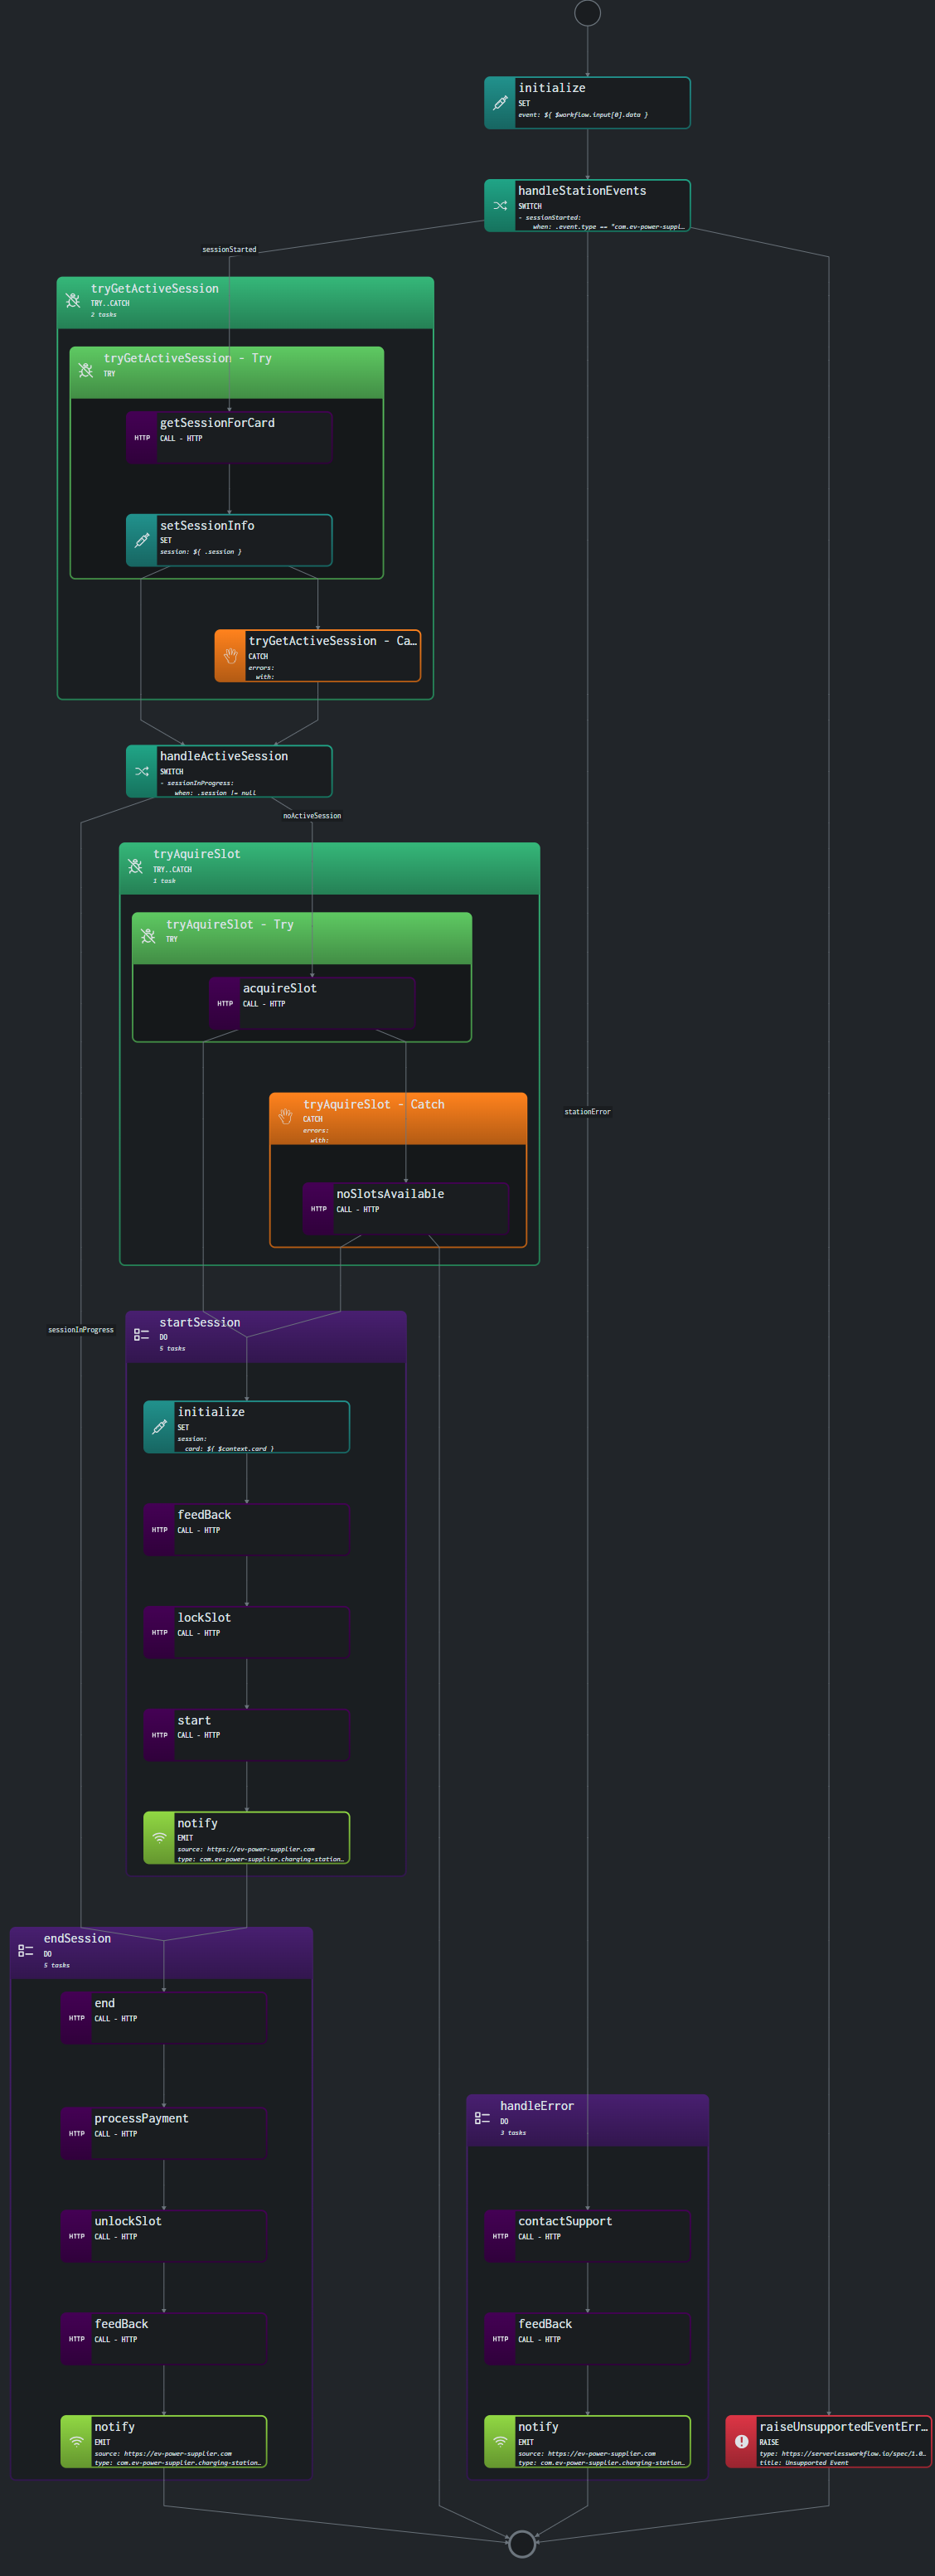 initialize
SET
event: ${ $workflow.input[0].data }
handleStationEvents
SWITCH
- sessionStarted:
when: .event.type == "com.ev-power-suppl…
sessionStarted
tryGetActiveSession
TRY..CATCH
2 tasks
tryGetActiveSession - Try
TRY
HTTP
getSessionForCard
CALL - HTTP
setSessionInfo
SET
session: ${ .session }
tryGetActiveSession - Ca…
CATCH
errors:
with:
handleActiveSession
SWITCH
- sessionInProgress:
when: .session != null
noActiveSession
tryAquireSlot
TRY..CATCH
1 task
tryAquireSlot - Try
TRY
HTTP
acquireSlot
CALL - HTTP
tryAquireSlot - Catch
CATCH
errors:
with:
stationError
HTTP
noSlotsAvailable
CALL - HTTP
sessionInProgress
startSession
DO
5 tasks
initialize
SET
session:
card: ${ $context.card }
HTTP
feedBack
CALL - HTTP
HTTP
lockSlot
CALL - HTTP
HTTP
start
CALL - HTTP
notify
EMIT
source: https://ev-power-supplier.com
type: com.ev-power-supplier.charging-station…
endSession
DO
5 tasks
HTTP
end
CALL - HTTP
HTTP
processPayment
CALL - HTTP
HTTP
unlockSlot
CALL - HTTP
HTTP
feedBack
CALL - HTTP
notify
EMIT
source: https://ev-power-supplier.com
type: com.ev-power-supplier.charging-station…
handleError
DO
3 tasks
HTTP
contactSupport
CALL - HTTP
HTTP
feedBack
CALL - HTTP
notify
EMIT
source: https://ev-power-supplier.com
type: com.ev-power-supplier.charging-station…
raiseUnsupportedEventErr…
RAISE
type: https://serverlessworkflow.io/spec/1.0…
title: Unsupported Event